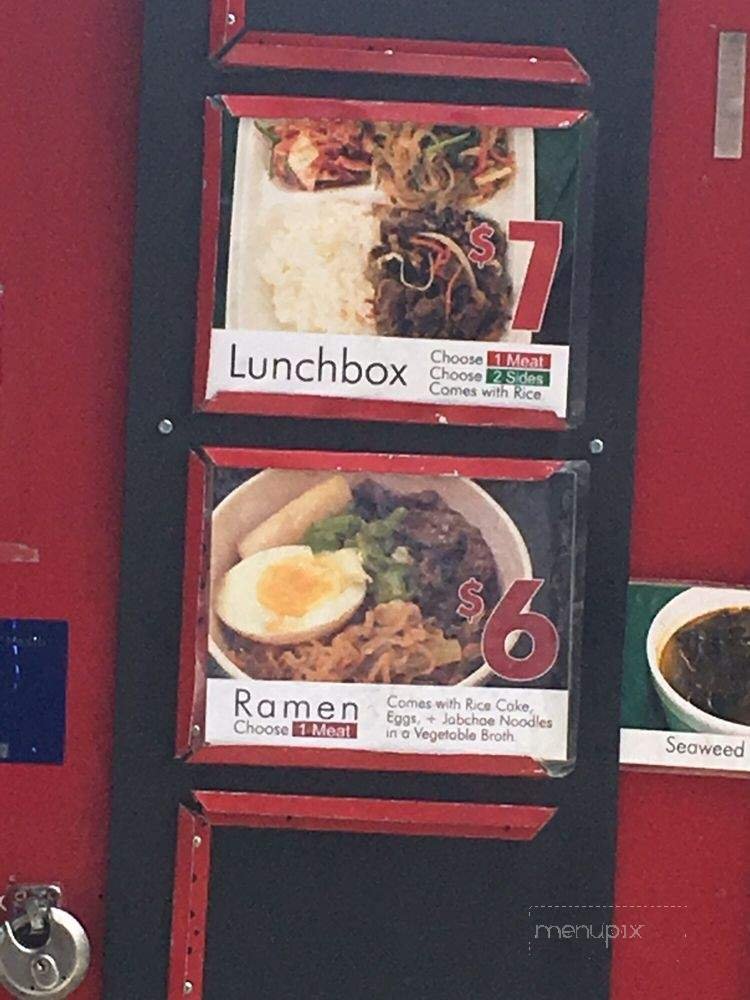 $7
Lunchbox
Choose 1 Meat
Choose 2 Sides
Comes with Rice
$6
Ramen
Choose 1 Meat
Comes with Rice Cake,
Eggs, + Jabchae Noodles
in a Vegetable Broth
Seaweed
menupix